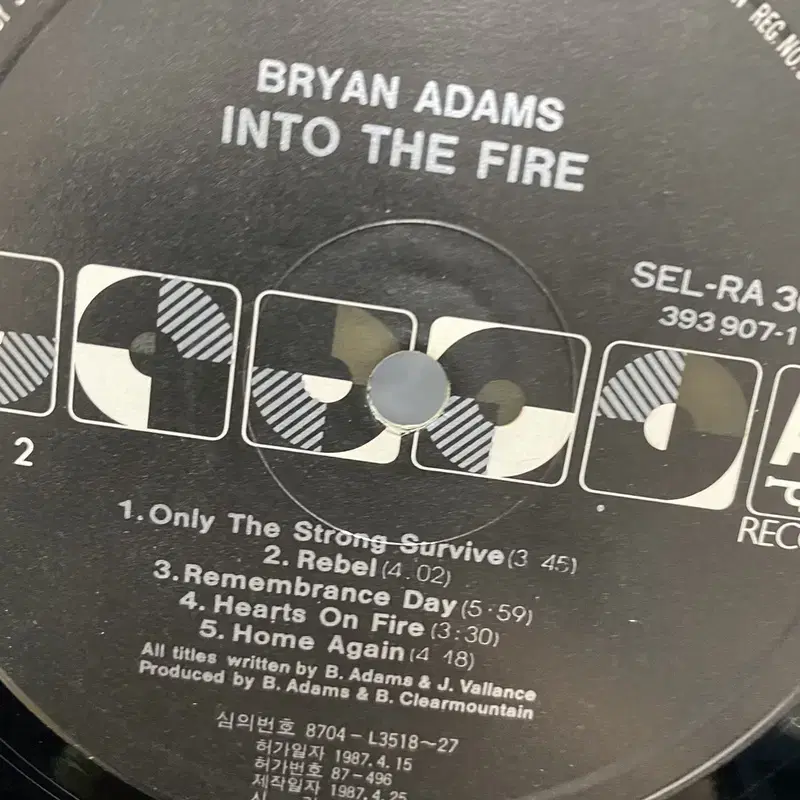 REG. NO.
BRYAN ADAMS
INTO THE FIRE
SEL-RA
393 907-1
2
1. Only The Strong Survive (3 45)
2. Rebel (4.02)
3. Remembrance Day (5·59)
4. Hearts On Fire (3:30)
5. Home Again (4 18)
All titles written by B. Adams & J. Vallance
Produced by B. Adams & B. Clearmountain
심의번호 8704-L3518~27
허가일자 1987.4.15
허가번호 87-496
제작일자 1987.4.25